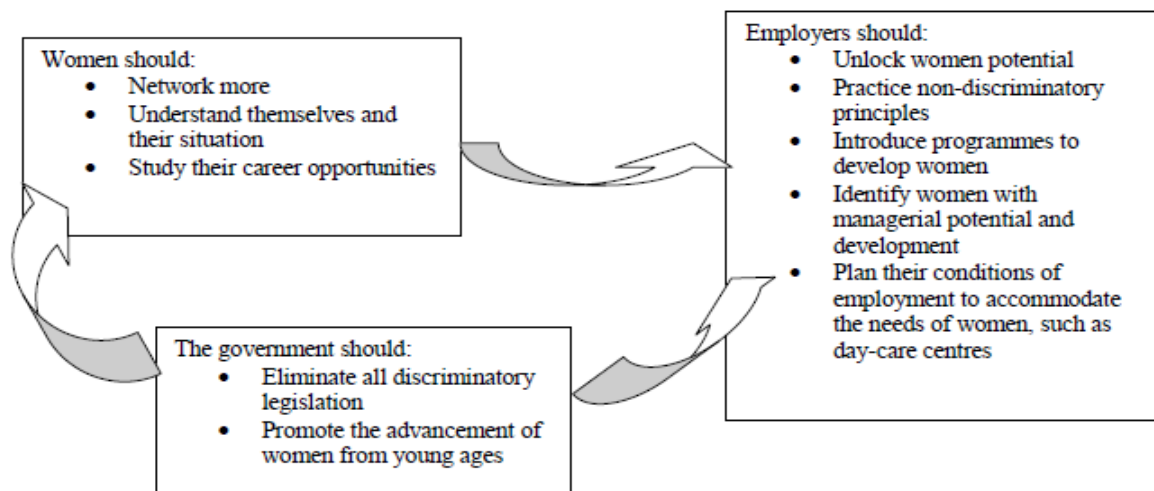 Women should:
• Network more
• Understand themselves and
their situation
• Study their career opportunities
Employers should:
• Unlock women potential
• Practice non-discriminatory
principles
• Introduce programmes to
develop women
• Identify women with
managerial potential and
development
• Plan their conditions of
employment to accommodate
the needs of women, such as
day-care centres
The government should:
• Eliminate all discriminatory
legislation
• Promote the advancement of
women from young ages